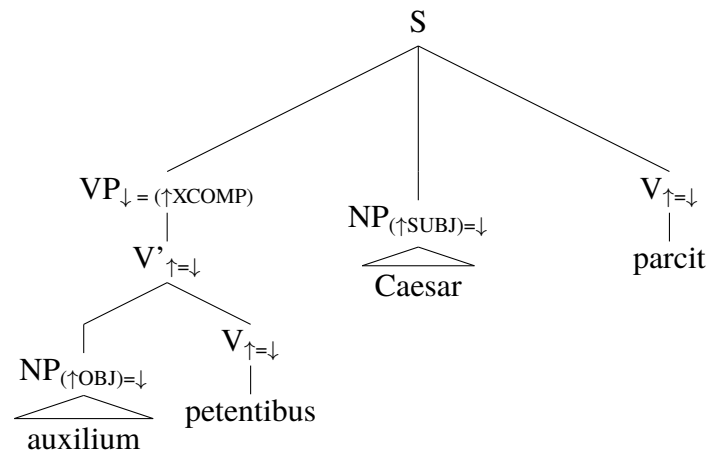 S
VP↓ = (↑XCOMP)
NP(↑SUBJ)=↓
V↑=↓
V’↑=↓
Caesar
parcit
NP(↑OBJ)=↓
V↑=↓
auxilium
petentibus